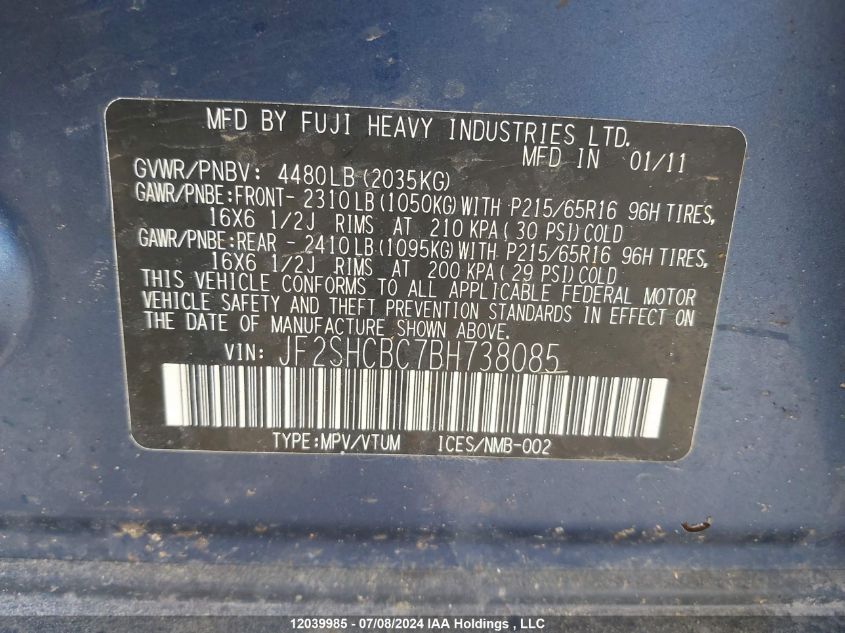 MFD BY FUJI HEAVY INDUSTRIES LTD.
MFD IN 01/11
GVWR/PNBV: 4480LB(2035KG)
GAWR/PNBE:FRONT- 2310LB(1050KG)WITH P215/65R16 96H TIRES,
16X6 1/2J RIMS AT 210 KPA( 30 PSI)COLD
GAWR/PNBE:REAR - 2410LB(1095KG)WITH P215/65R16 96H TIRES,
16X6 1/2J RIMS AT 200 KPA( 29 PSI)COLD
THIS VEHICLE CONFORMS TO ALL APPLICABLE FEDERAL MOTOR
VEHICLE SAFETY AND THEFT PREVENTION STANDARDS IN EFFECT ON
THE DATE OF MANUFACTURE SHOWN ABOVE.
VIN: JF2SHCBC7BH738085
TYPE:MPV/VTUM ICES/NMB-002
12039985 - 07/08/2024 IAA Holdings , LLC